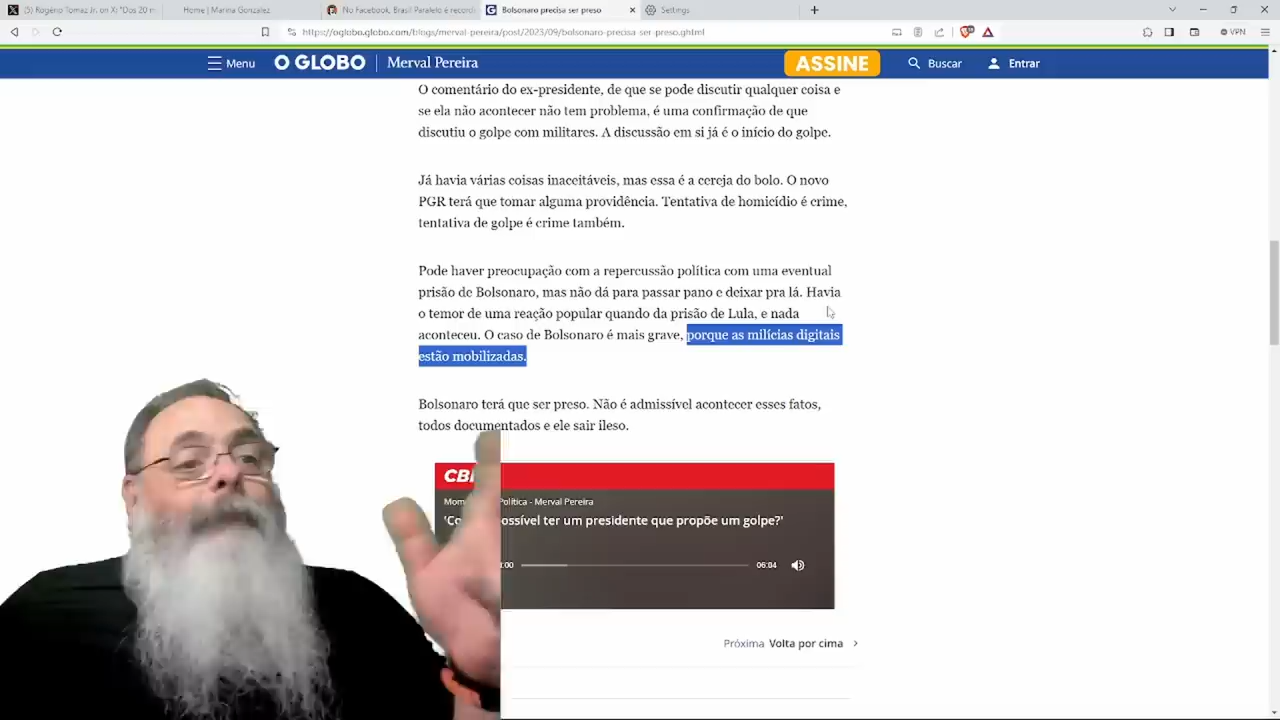 (5) Rogério Tomaz Jr. on X "Dos 20 m
Home | Marina Gonzalez
No Facebook, Brasil Paralelo é recordi
Bolsonaro precisa ser preso
Settings
https://oglobo.globo.com/blogs/merval-pereira/post/2023/09/bolsonaro-precisa-ser-preso.ghtml
VPN
Menu
O GLOBO
Merval Pereira
ASSINE
Buscar
Entrar
O comentário do ex-presidente, de que se pode discutir qualquer coisa e
se ela não acontecer não tem problema, é uma confirmação de que
discutiu o golpe com militares. A discussão em si já é o início do golpe.
Já havia várias coisas inaceitáveis, mas essa é a cereja do bolo. O novo
PGR terá que tomar alguma providência. Tentativa de homicídio é crime,
tentativa de golpe é crime também.
Pode haver preocupação com a repercussão política com uma eventual
prisão de Bolsonaro, mas não dá para passar pano e deixar pra lá. Havia
o temor de uma reação popular quando da prisão de Lula, e nada
aconteceu. O caso de Bolsonaro é mais grave, porque as milícias digitais
estão mobilizadas.
Bolsonaro terá que ser preso. Não é admissível acontecer esses fatos,
todos documentados e ele sair ileso.
CB
Mom Política - Merval Pereira
'Co ossível ter um presidente que propõe um golpe?'
:00
06:04
Próxima Volta por cima